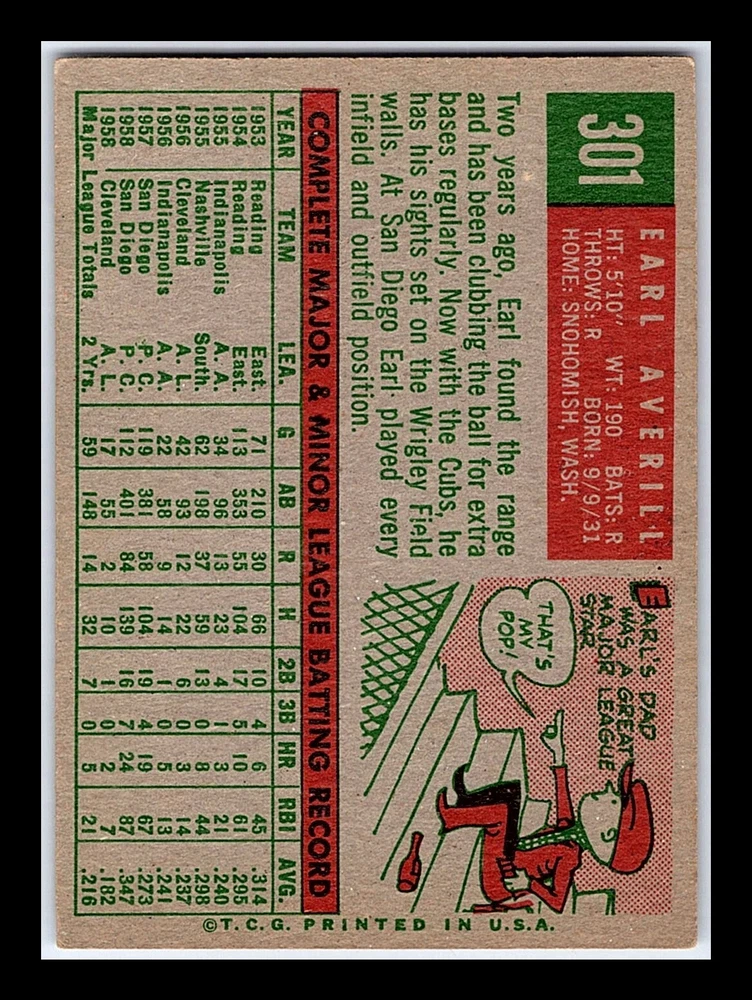 301
EARL AVERILL
HT: 5'10" WT: 190 BATS: R
THROWS: R BORN: 9/9/31
HOME: SNOHOMISH, WASH.
Two years ago, Earl found the range
and has been clubbing the ball for extra
bases regularly. Now with the Cubs, he
has his sights set on the Wrigley Field
walls. At San Diego Earl played every
infield and outfield position.
EARL'S DAD
WAS A GREAT
MAJOR LEAGUE
STAR
THAT'S
MY
POP!
COMPLETE MAJOR & MINOR LEAGUE BATTING RECORD
YEAR TEAM LEA. G AB R H 2B 3B HR RBI AVG.
1953 Reading East. 71 210 30 66 10 4 6 45 .314
1954 Reading East. 113 353 55 104 17 5 10 61 .295
1955 Indianapolis A. A. 34 96 13 23 4 1 3 21 .240
1955 Nashville South. 62 198 37 59 13 0 8 44 .298
1956 Cleveland A. L. 42 93 12 22 6 0 3 14 .237
1956 Indianapolis A. A. 22 58 9 14 1 0 3 13 .241
1957 San Diego P. C. 119 381 58 104 19 4 19 67 .273
1958 San Diego P. C. 112 401 84 139 16 7 24 87 .347
1958 Cleveland A. L. 17 55 2 10 1 0 2 7 .182
Major League Totals 2 Yrs. 59 148 14 32 7 0 5 21 .216
©T.C.G. PRINTED IN U.S.A.